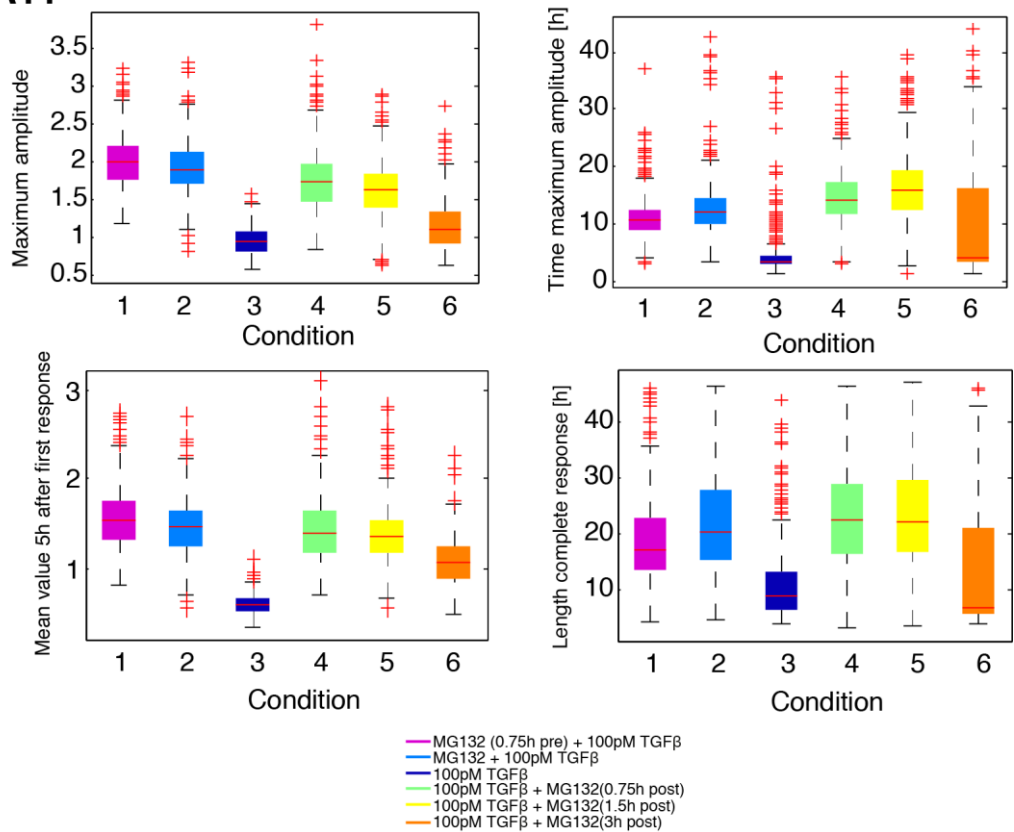 Maximum amplitude
3.5
3
2.5
2
1.5
1
0.5
1 2 3 4 5 6
Condition
Time maximum amplitude [h]
40
30
20
10
0
1 2 3 4 5 6
Condition
Mean value 5h after first response
3
2
1
1 2 3 4 5 6
Condition
Length complete response [h]
40
30
20
10
1 2 3 4 5 6
Condition
MG132 (0.75h pre) + 100pM TGFβ
MG132 + 100pM TGFβ
100pM TGFβ
100pM TGFβ + MG132(0.75h post)
100pM TGFβ + MG132(1.5h post)
100pM TGFβ + MG132(3h post)